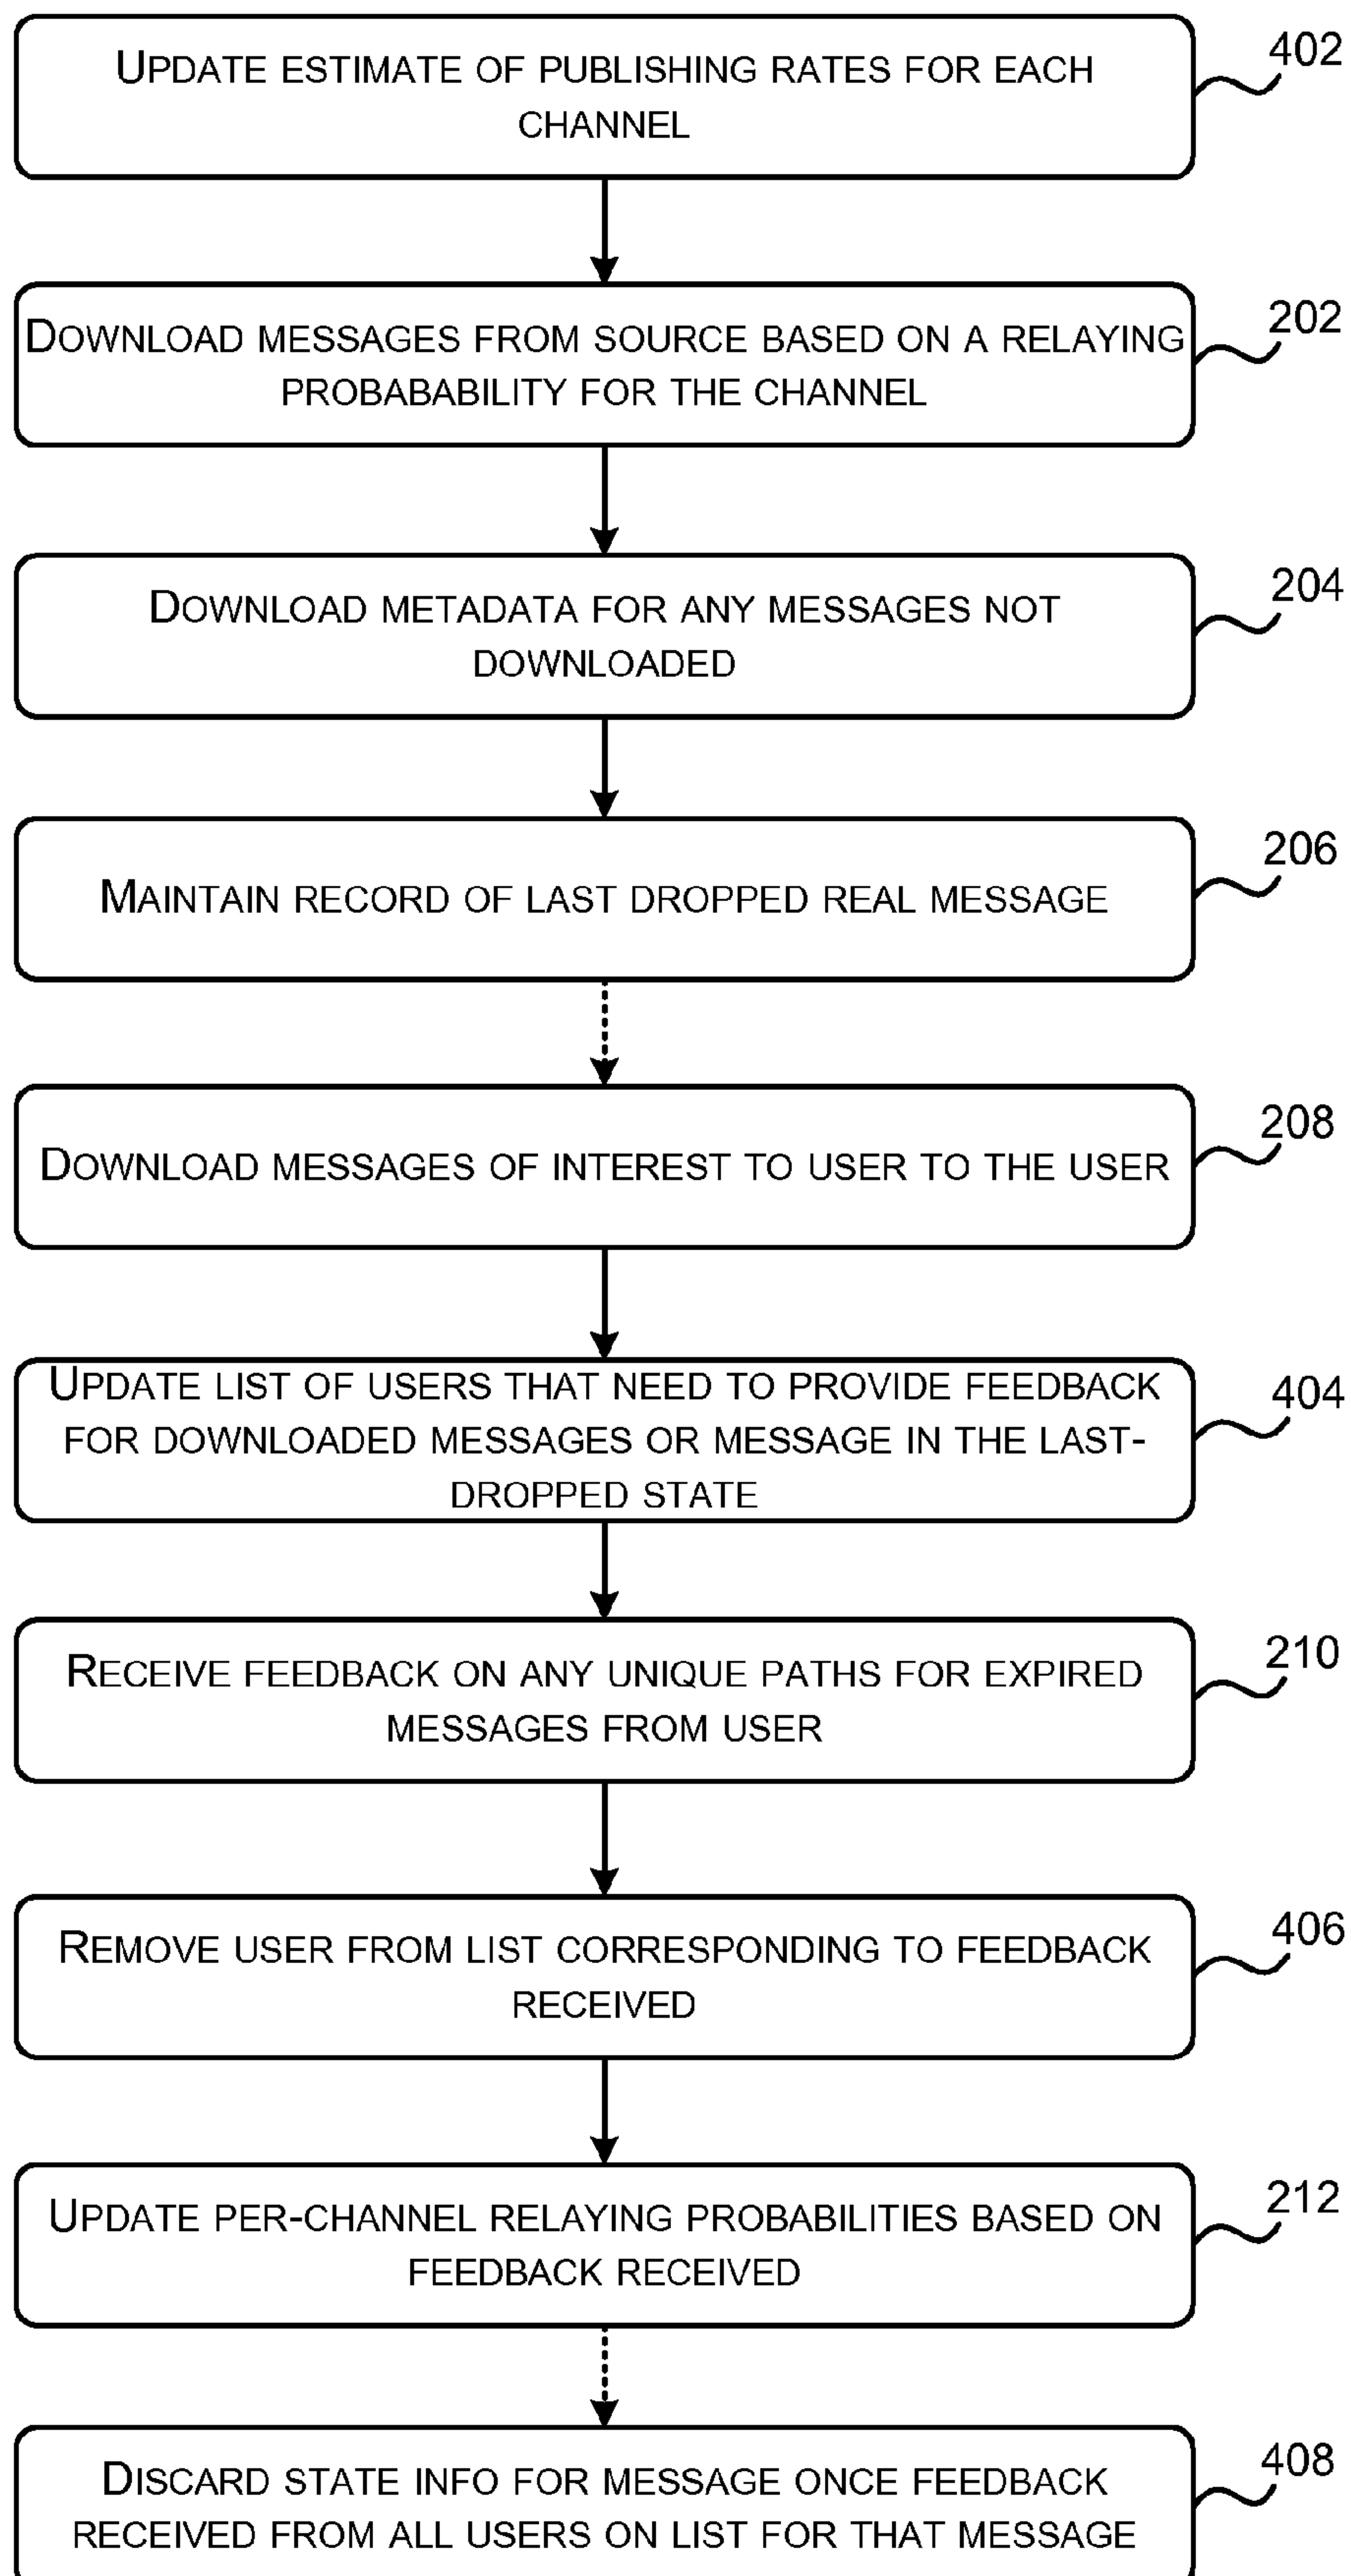 UPDATE ESTIMATE OF PUBLISHING RATES FOR EACH
CHANNEL
402
DOWNLOAD MESSAGES FROM SOURCE BASED ON A RELAYING
PROBABABILITY FOR THE CHANNEL
202
DOWNLOAD METADATA FOR ANY MESSAGES NOT
DOWNLOADED
204
MAINTAIN RECORD OF LAST DROPPED REAL MESSAGE
206
DOWNLOAD MESSAGES OF INTEREST TO USER TO THE USER
208
UPDATE LIST OF USERS THAT NEED TO PROVIDE FEEDBACK
FOR DOWNLOADED MESSAGES OR MESSAGE IN THE LAST-
DROPPED STATE
404
RECEIVE FEEDBACK ON ANY UNIQUE PATHS FOR EXPIRED
MESSAGES FROM USER
210
REMOVE USER FROM LIST CORRESPONDING TO FEEDBACK
RECEIVED
406
UPDATE PER-CHANNEL RELAYING PROBABILITIES BASED ON
FEEDBACK RECEIVED
212
DISCARD STATE INFO FOR MESSAGE ONCE FEEDBACK
RECEIVED FROM ALL USERS ON LIST FOR THAT MESSAGE
408